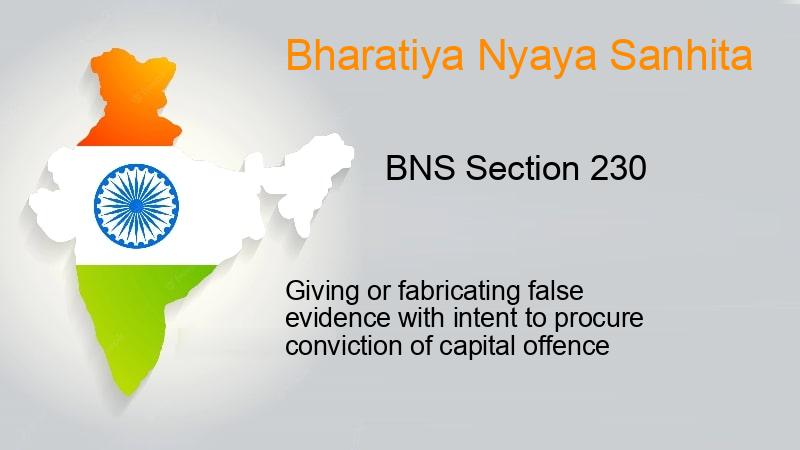 Bharatiya Nyaya Sanhita
BNS Section 230
Giving or fabricating false
evidence with intent to procure
conviction of capital offence